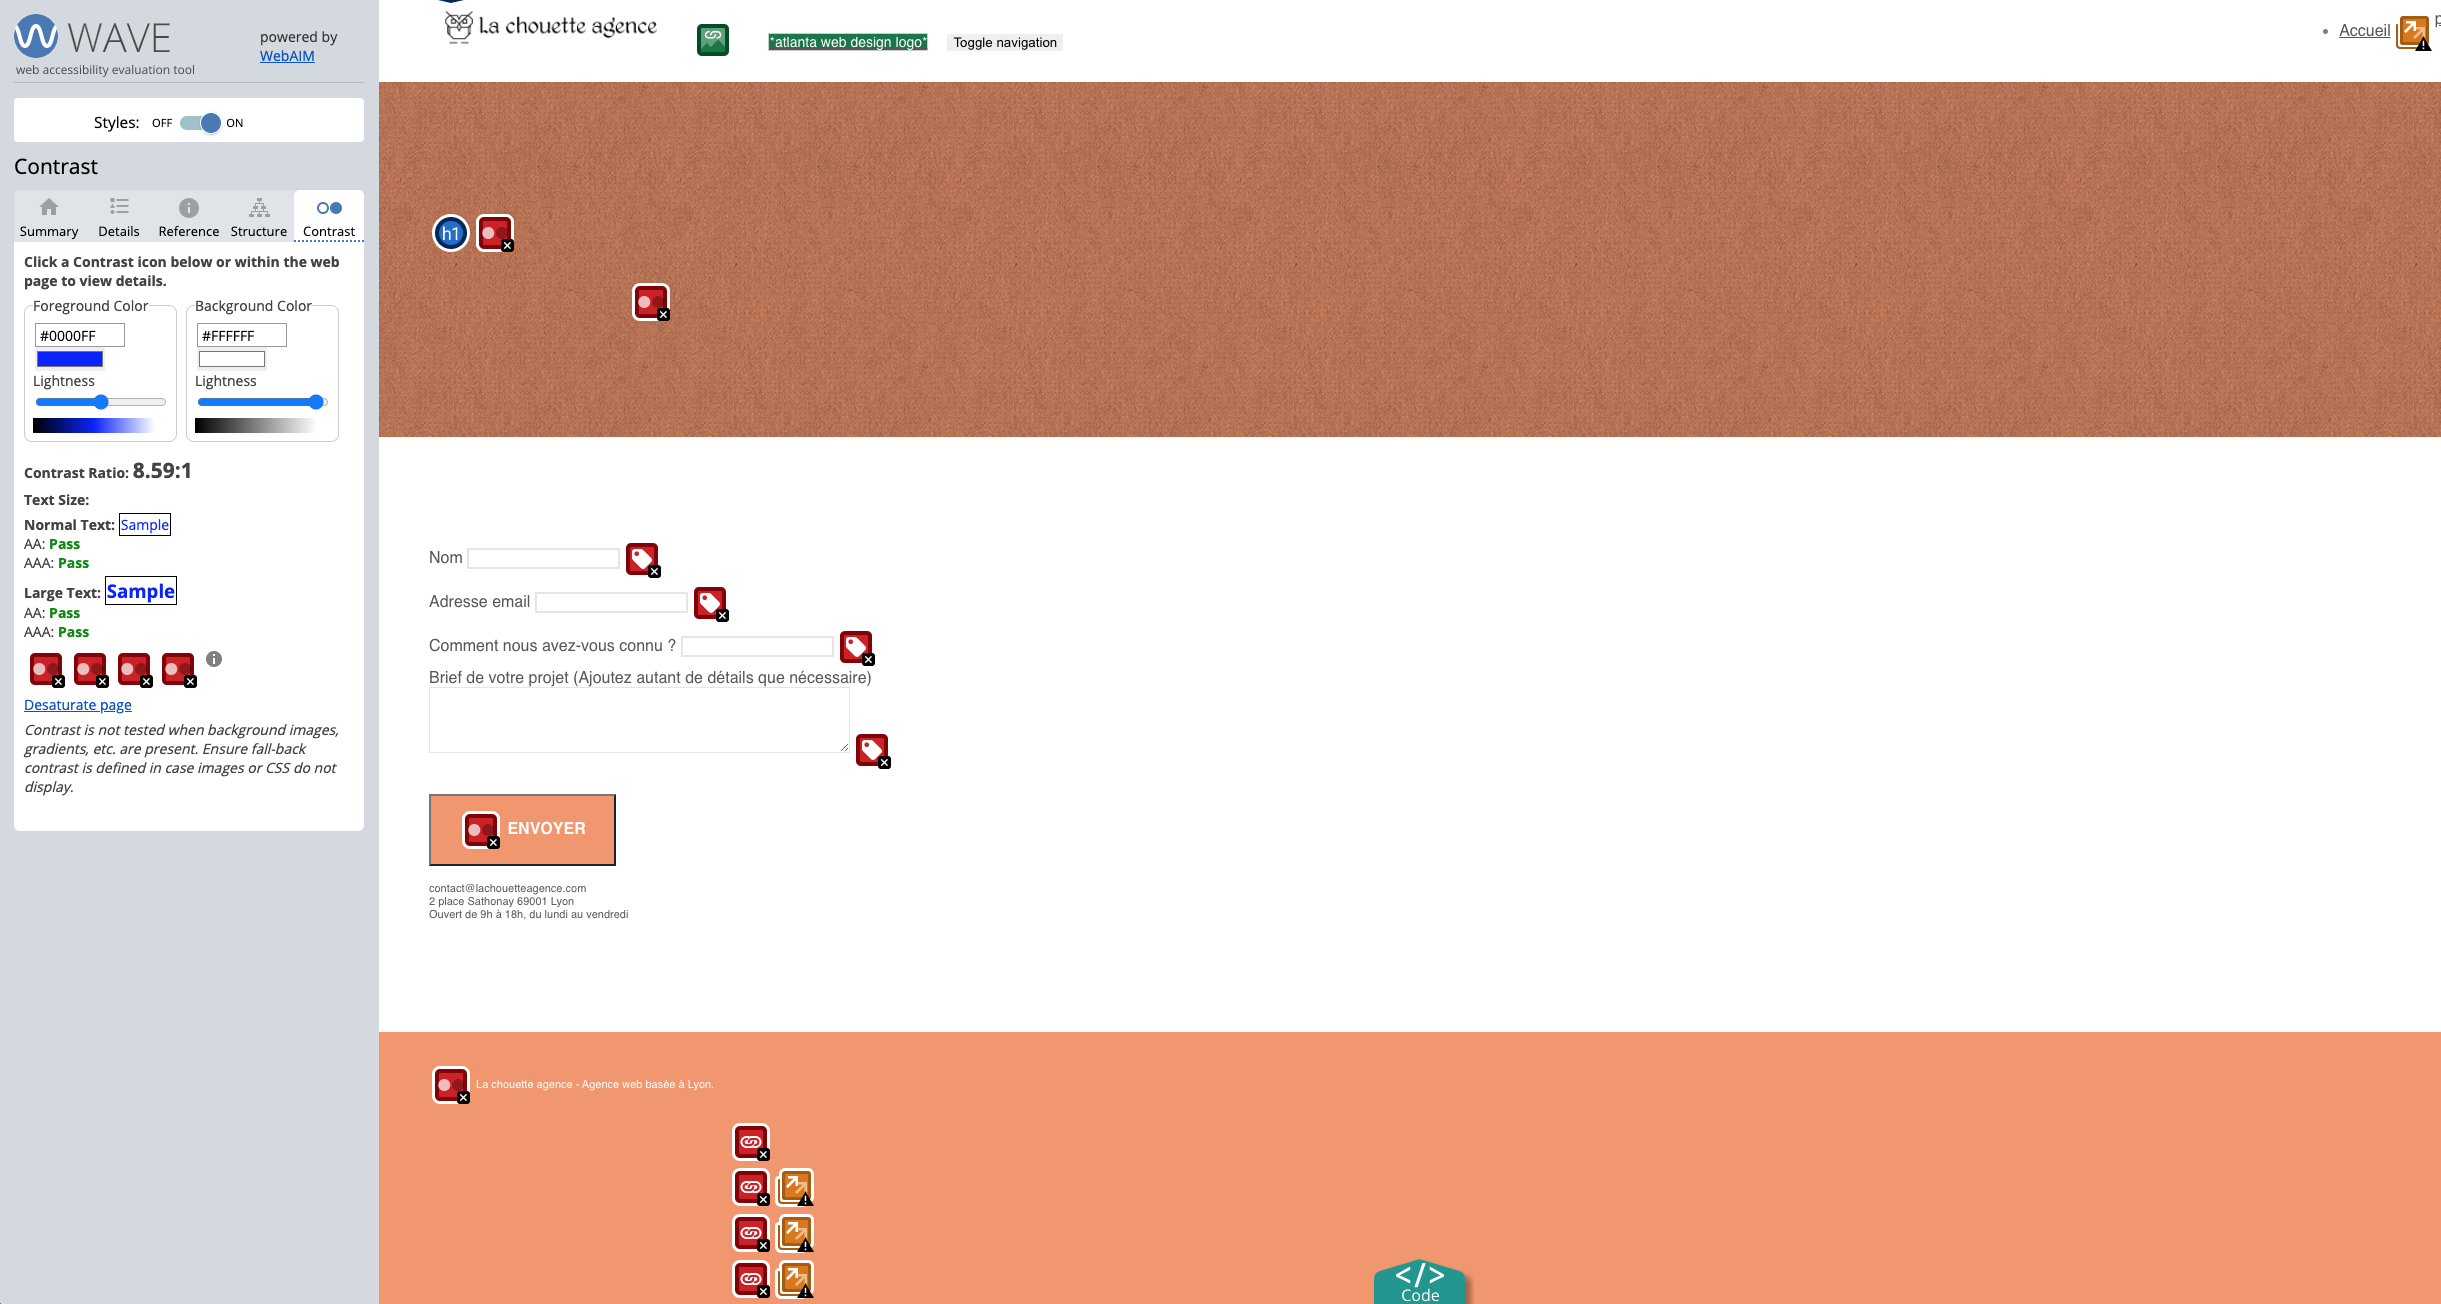 WAVE
web accessibility evaluation tool
powered by
WebAIM
Styles: OFF ON
Contrast
Summary Details Reference Structure Contrast
Click a Contrast icon below or within the web
page to view details.
Foreground Color Background Color
#0000FF #FFFFFF
Lightness Lightness
Contrast Ratio: 8.59:1
Text Size:
Normal Text: Sample
AA: Pass
AAA: Pass
Large Text: Sample
AA: Pass
AAA: Pass
Desaturate page
Contrast is not tested when background images,
gradients, etc. are present. Ensure fall-back
contrast is defined in case images or CSS do not
display.
La chouette agence
*atlanta web design logo*
Toggle navigation
Accueil
h1
Nom
Adresse email
Comment nous avez-vous connu ?
Brief de votre projet (Ajoutez autant de détails que nécessaire)
ENVOYER
contact@lachouetteagence.com
2 place Sathonay 69001 Lyon
Ouvert de 9h à 18h, du lundi au vendredi
La chouette agence - Agence web basée à Lyon.
</>
Code